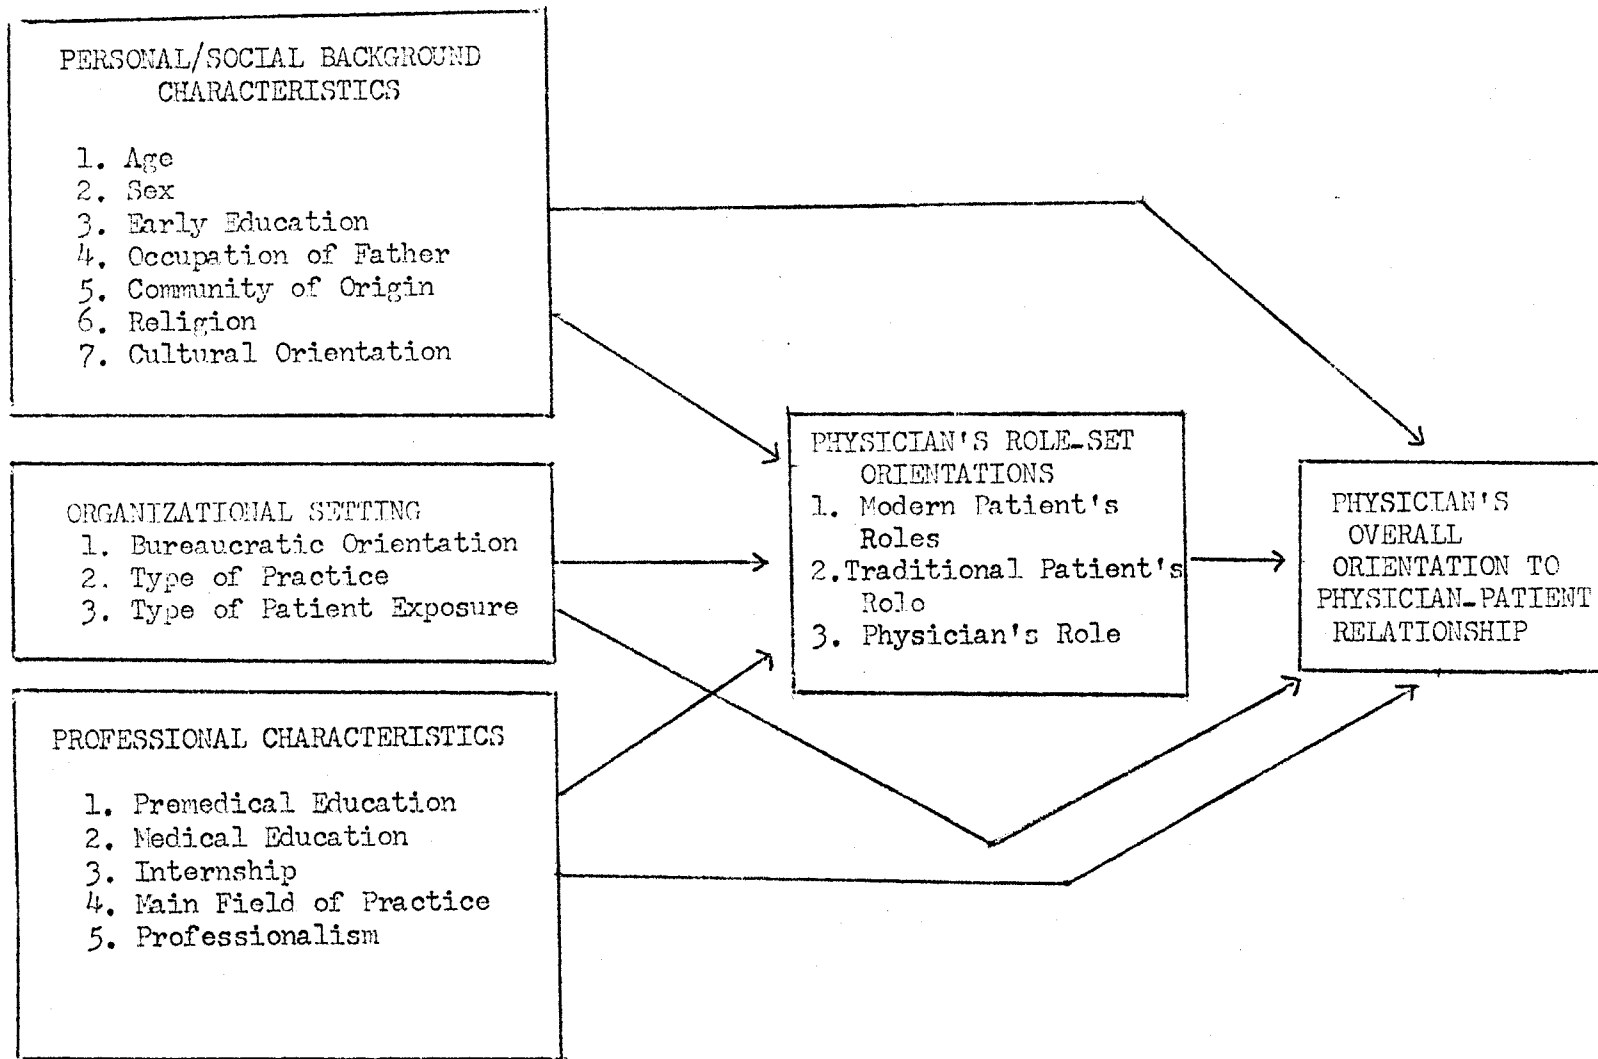 PERSONAL/SOCIAL BACKGROUND
CHARACTERISTICS
1. Age
2. Sex
3. Early Education
4. Occupation of Father
5. Community of Origin
6. Religion
7. Cultural Orientation
ORGANIZATIONAL SETTING
1. Bureaucratic Orientation
2. Type of Practice
3. Type of Patient Exposure
PROFESSIONAL CHARACTERISTICS
1. Premedical Education
2. Medical Education
3. Internship
4. Main Field of Practice
5. Professionalism
PHYSICIAN'S ROLE-SET
ORIENTATIONS
1. Modern Patient's
Roles
2.Traditional Patient's
Role
3. Physician's Role
PHYSICIAN'S
OVERALL
ORIENTATION TO
PHYSICIAN-PATIENT
RELATIONSHIP